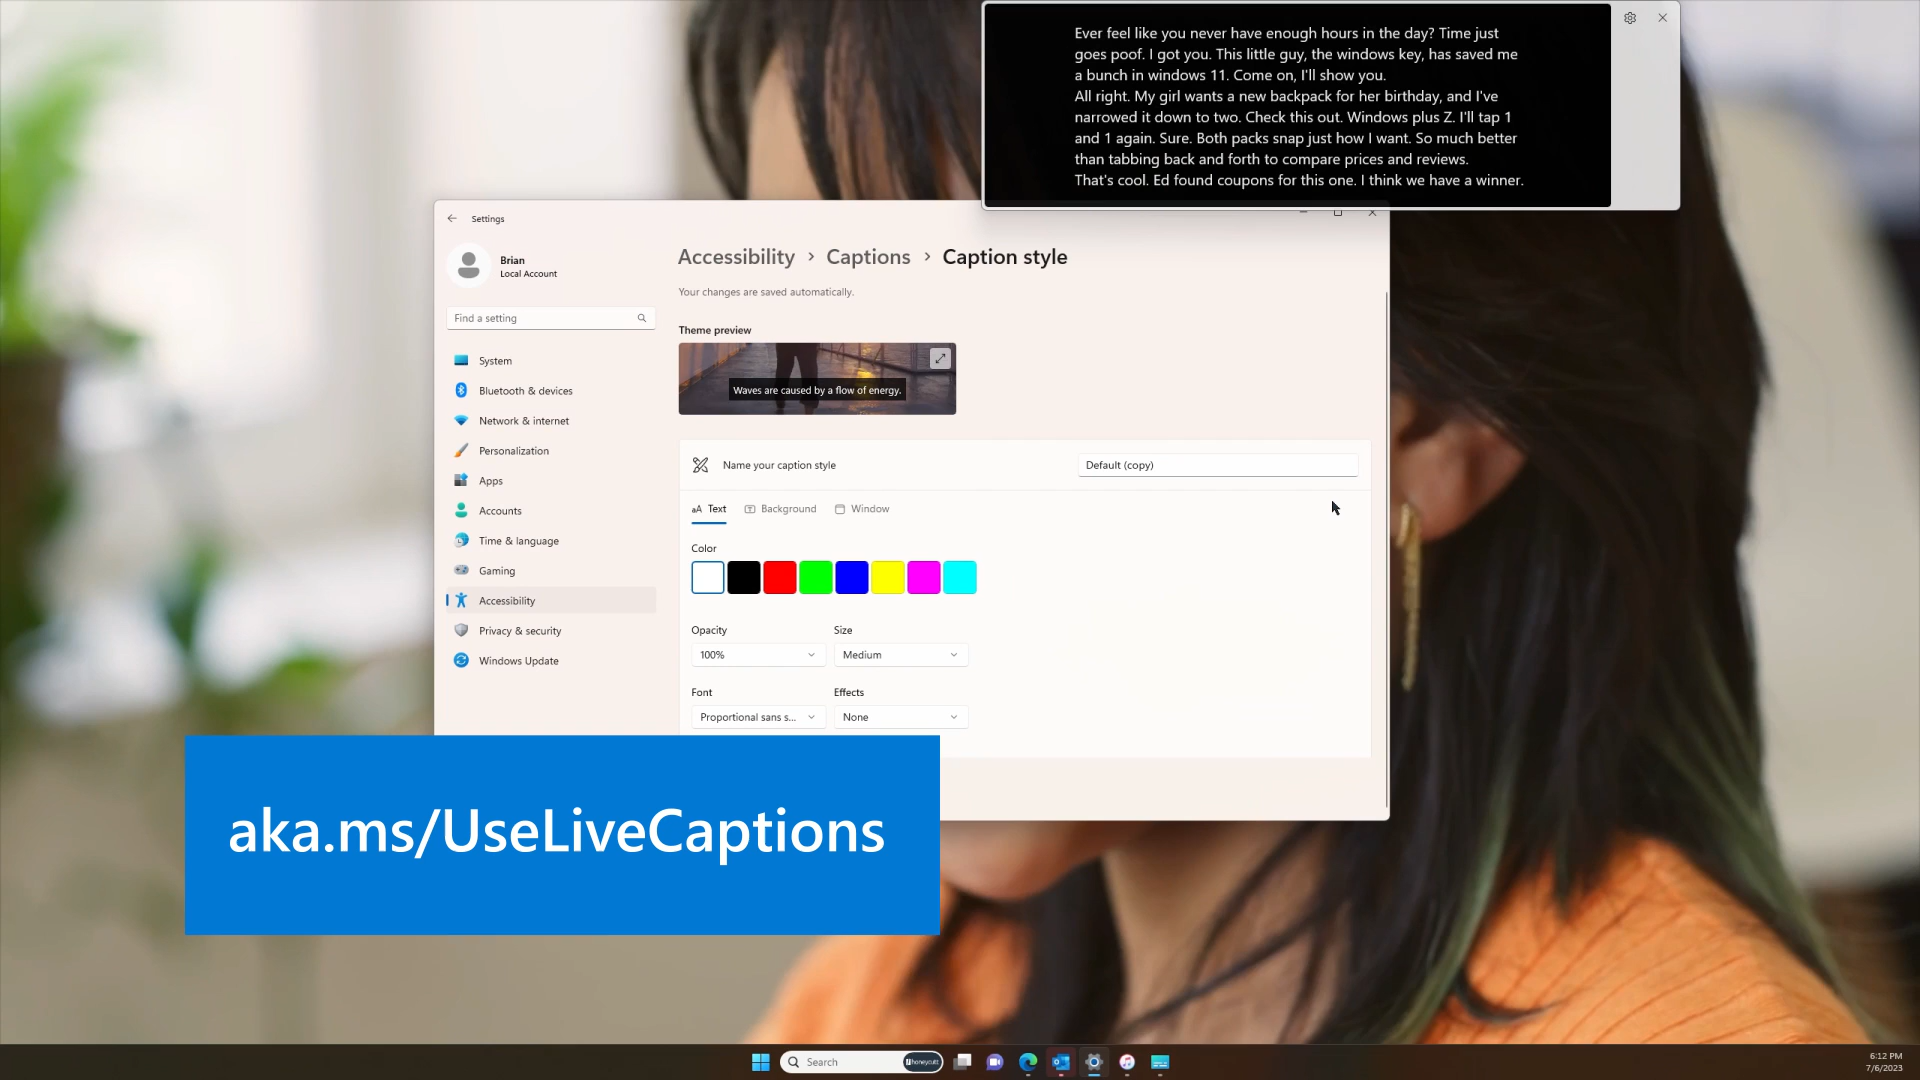 Ever feel like you never have enough hours in the day? Time just
goes poof. I got you. This little guy, the windows key, has saved me
a bunch in windows 11. Come on, I'll show you.
All right. My girl wants a new backpack for her birthday, and I've
narrowed it down to two. Check this out. Windows plus Z. I'll tap 1
and 1 again. Sure. Both packs snap just how I want. So much better
than tabbing back and forth to compare prices and reviews.
That's cool. Ed found coupons for this one. I think we have a winner.
Settings
Brian
Local Account
Find a setting
System
Bluetooth & devices
Network & internet
Personalization
Apps
Accounts
Time & language
Gaming
Accessibility
Privacy & security
Windows Update
Accessibility > Captions > Caption style
Your changes are saved automatically.
Theme preview
Waves are caused by a flow of energy.
Name your caption style
Default (copy)
aA Text Background Window
Color
Opacity Size
100% Medium
Font Effects
Proportional sans s... None
aka.ms/UseLiveCaptions
Search
honeycutt
6:12 PM
7/6/2023